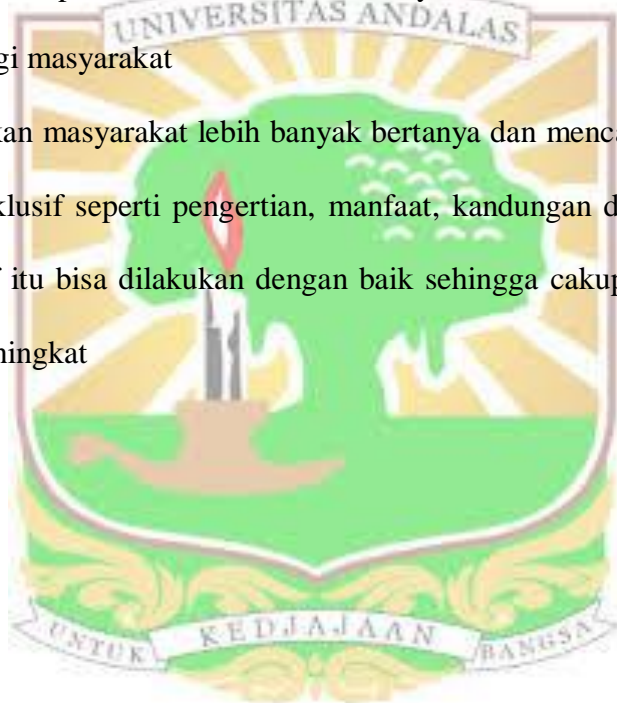 UNIVERSITAS ANDALAS
gi masyarakat
kan masyarakat lebih banyak bertanya dan menca
klusif seperti pengertian, manfaat, kandungan d
itu bisa dilakukan dengan baik sehingga cakup
ningkat
UNTUK KEDJAJAAN BANGSA